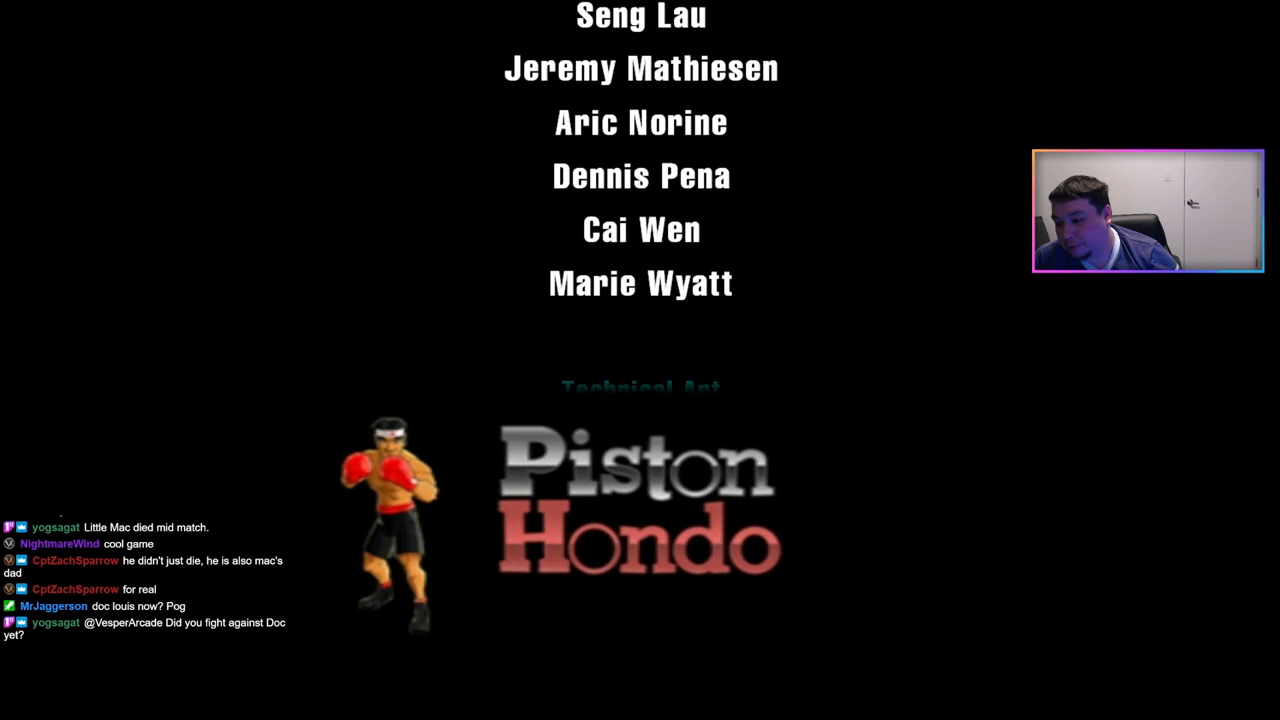 Seng Lau
Jeremy Mathiesen
Aric Norine
Dennis Pena
Cai Wen
Marie Wyatt
Technical Art
Piston
Hondo
yogsagat Little Mac died mid match.
NightmareWind cool game
CptZachSparrow he didn't just die, he is also mac's
dad
CptZachSparrow for real
MrJaggerson doc louis now? Pog
yogsagat @VesperArcade Did you fight against Doc
yet?